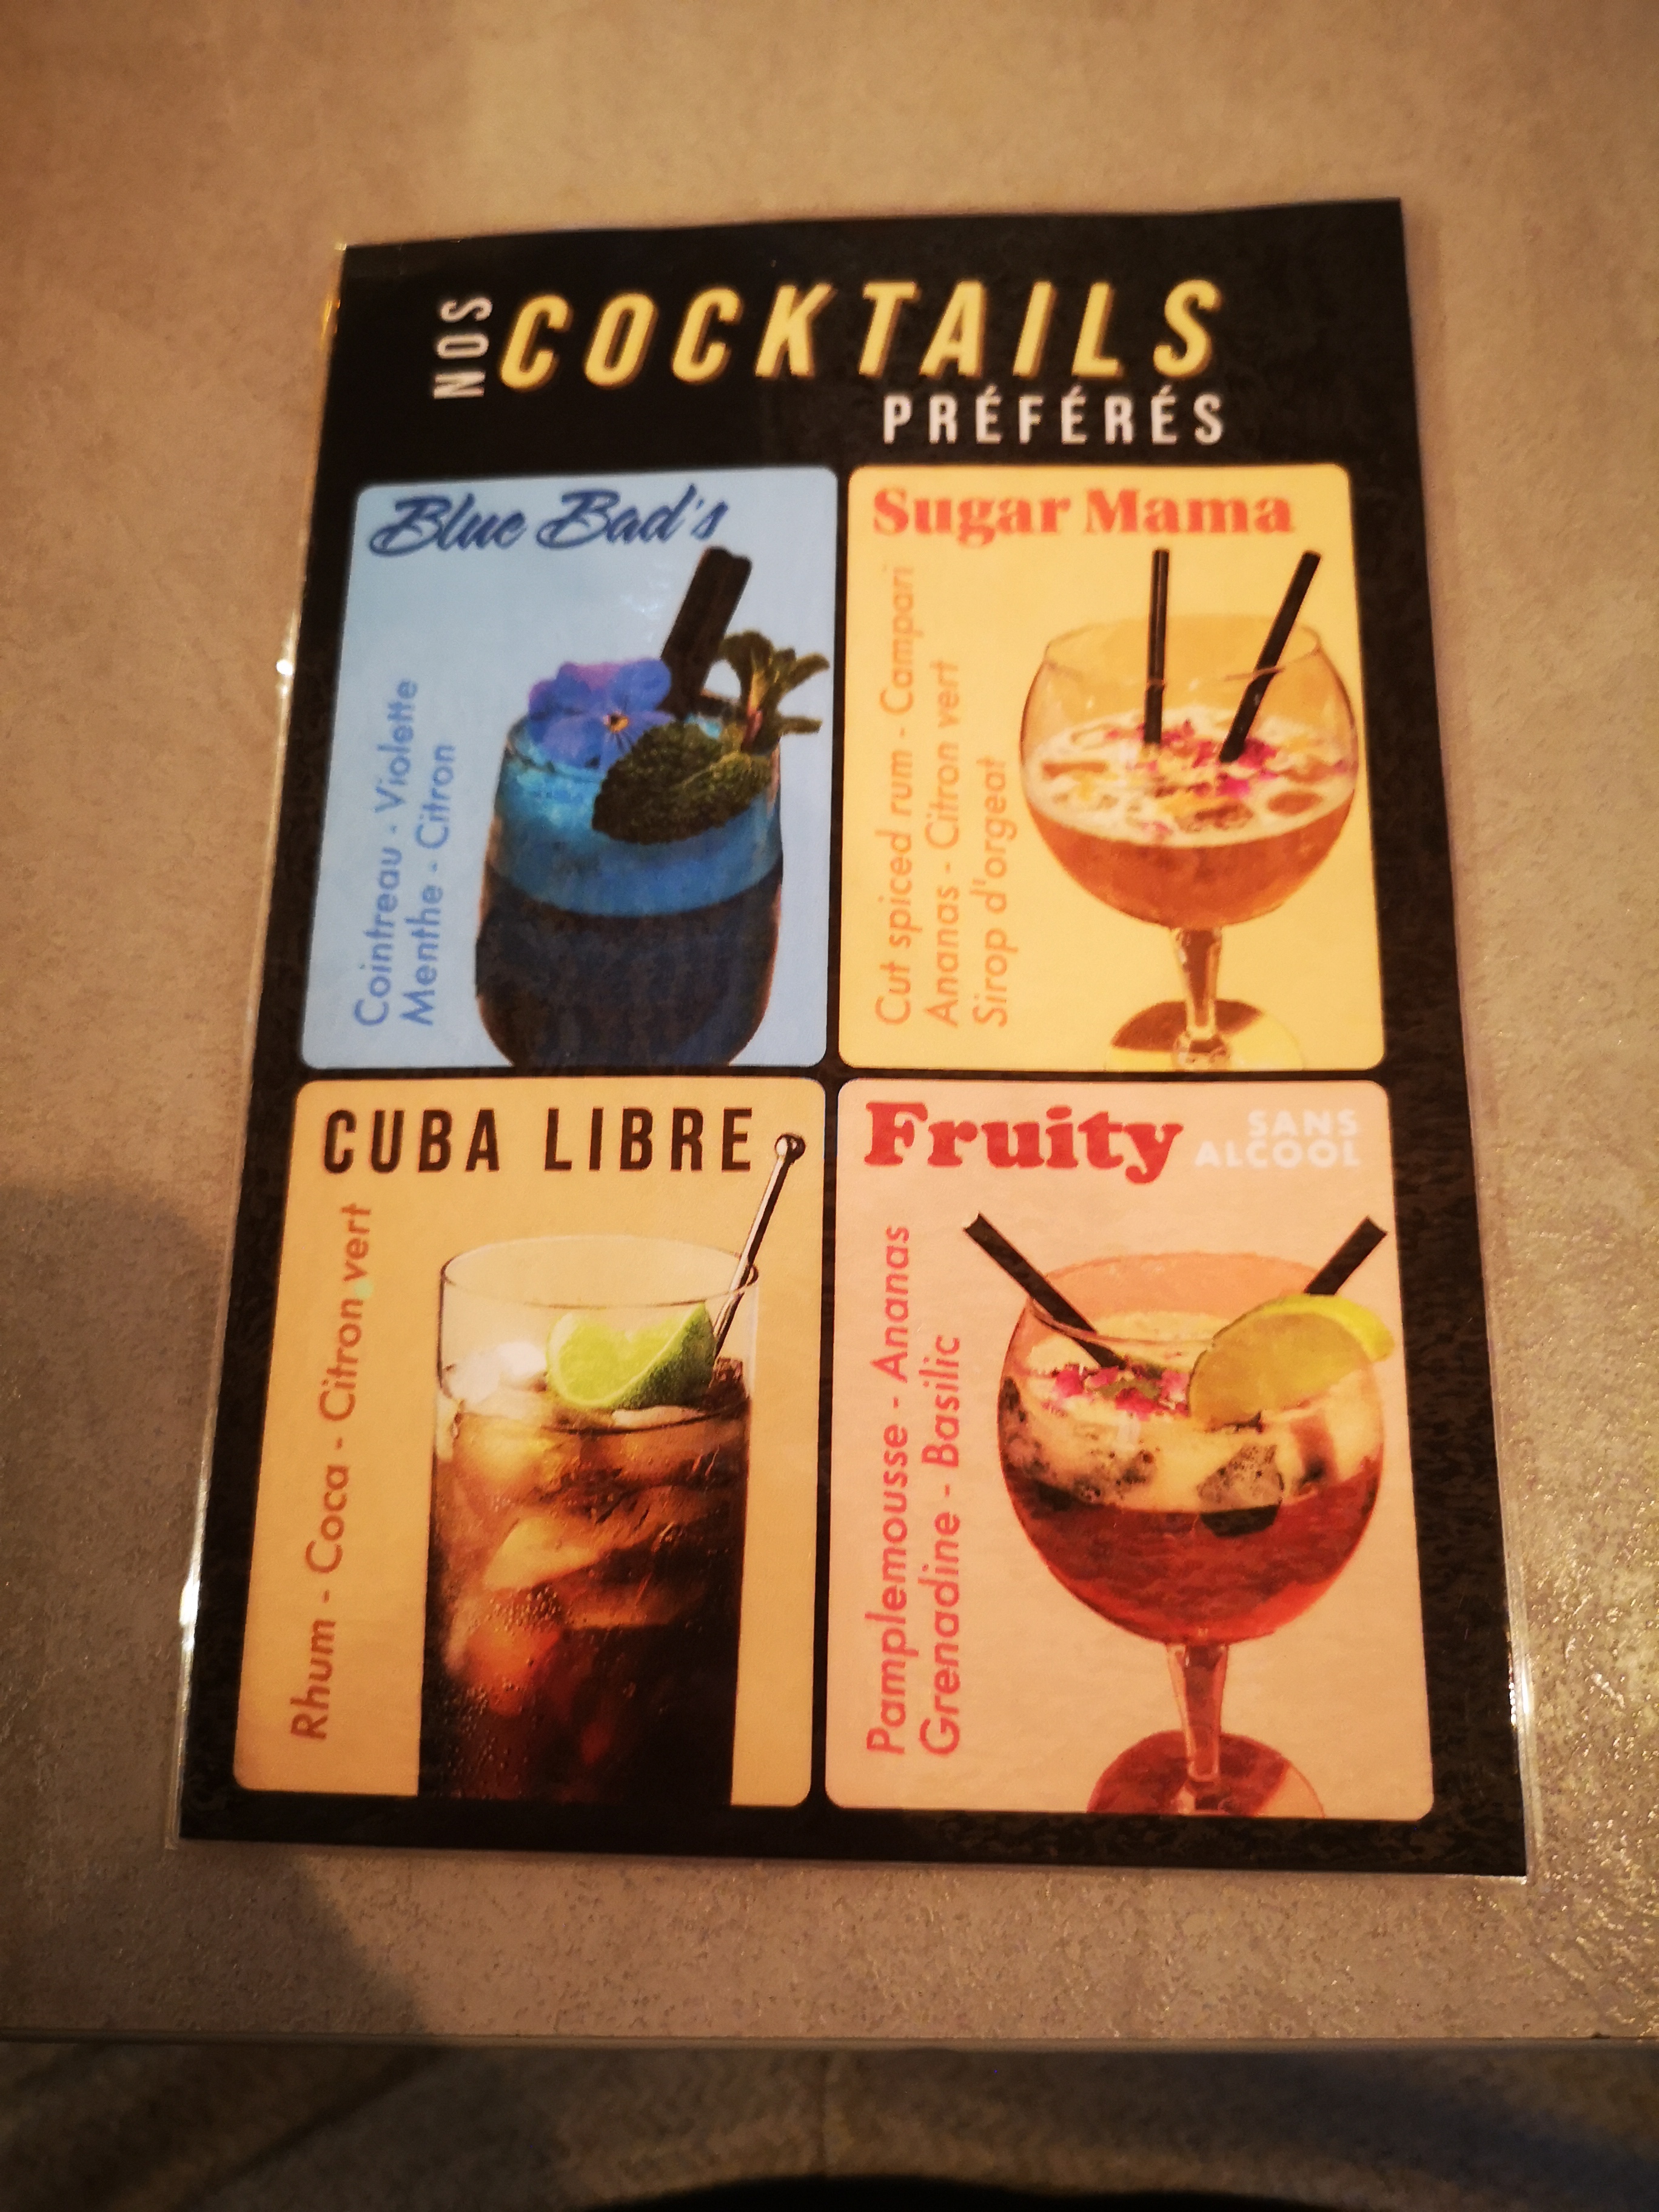 NOS
COCKTAILS
PRÉFÉRÉS
Blue Bad's
Cointreau - Violette
Menthe - Citron
Sugar Mama
Cut spiced rum - Campari
Ananas - Citron vert
Sirop d'orgeat
CUBA LIBRE
Rhum - Coca - Citron vert
Fruity
SANS
ALCOOL
Pamplemousse - Ananas
Grenadine - Basilic